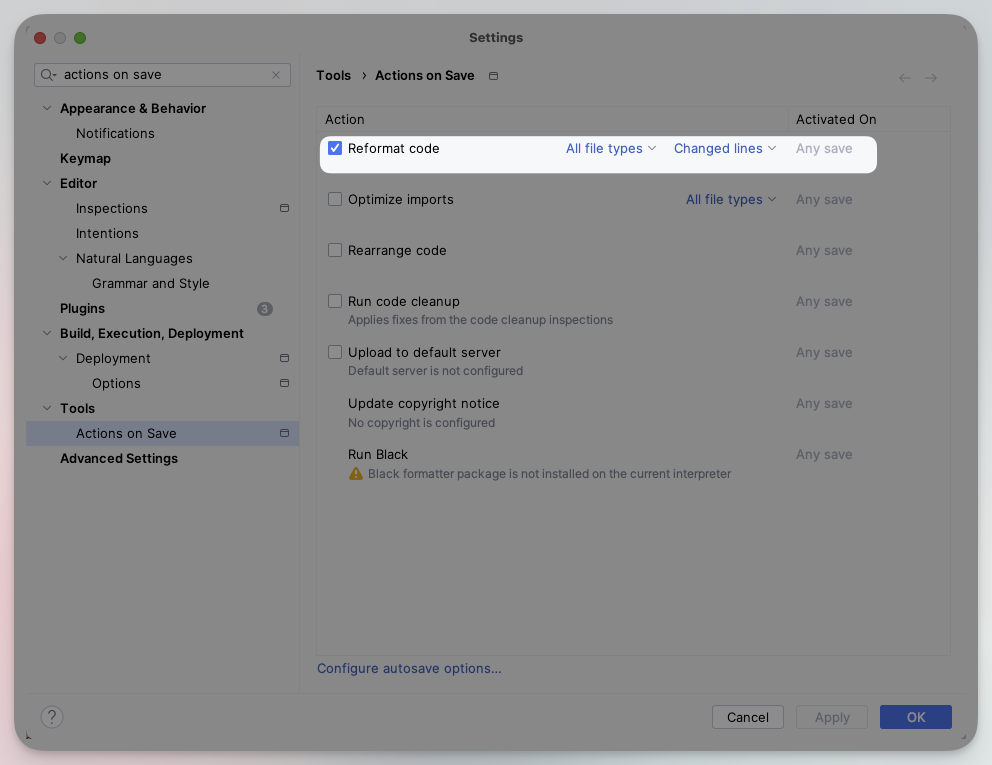 Settings
actions on save
Appearance & Behavior
Notifications
Keymap
Editor
Inspections
Intentions
Natural Languages
Grammar and Style
Plugins 3
Build, Execution, Deployment
Deployment
Options
Tools
Actions on Save
Advanced Settings
Tools › Actions on Save
Action Activated On
Reformat code All file types Changed lines Any save
Optimize imports All file types Any save
Rearrange code Any save
Run code cleanup Any save
Applies fixes from the code cleanup inspections
Upload to default server Any save
Default server is not configured
Update copyright notice Any save
No copyright is configured
Run Black Any save
Black formatter package is not installed on the current interpreter
Configure autosave options...
? Cancel Apply OK